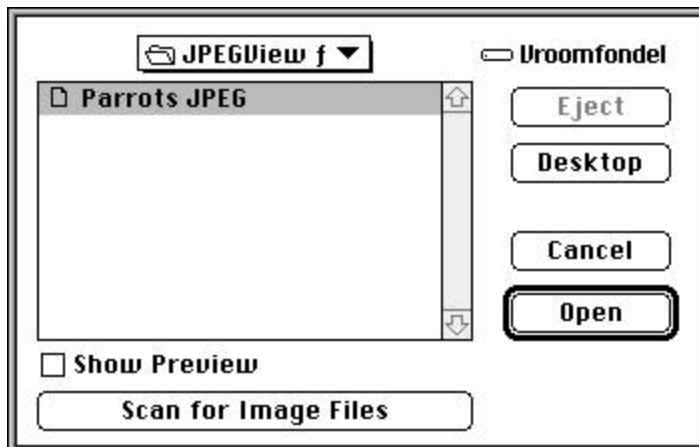 JPEGView ƒ
Vroomfondel
Parrots JPEG
Eject
Desktop
Cancel
Open
Show Preview
Scan for Image Files